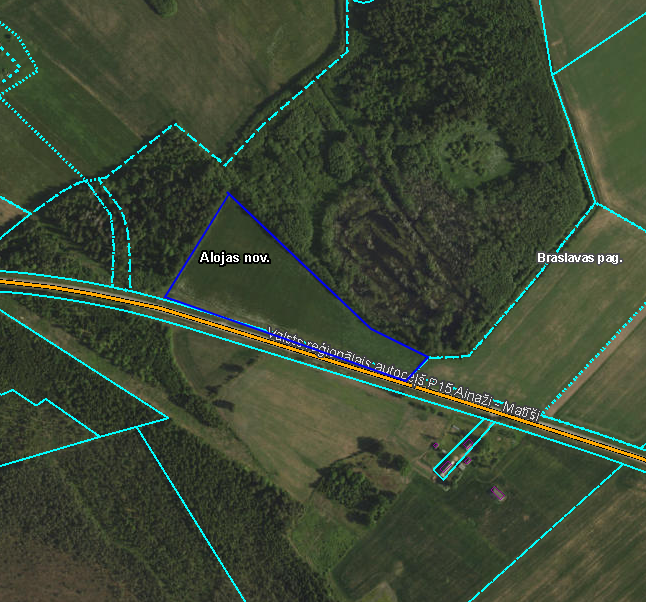 Alojas nov.
Braslavas pag.
Valsts reģionālais autoceļš P15 Ainaži - Matīši